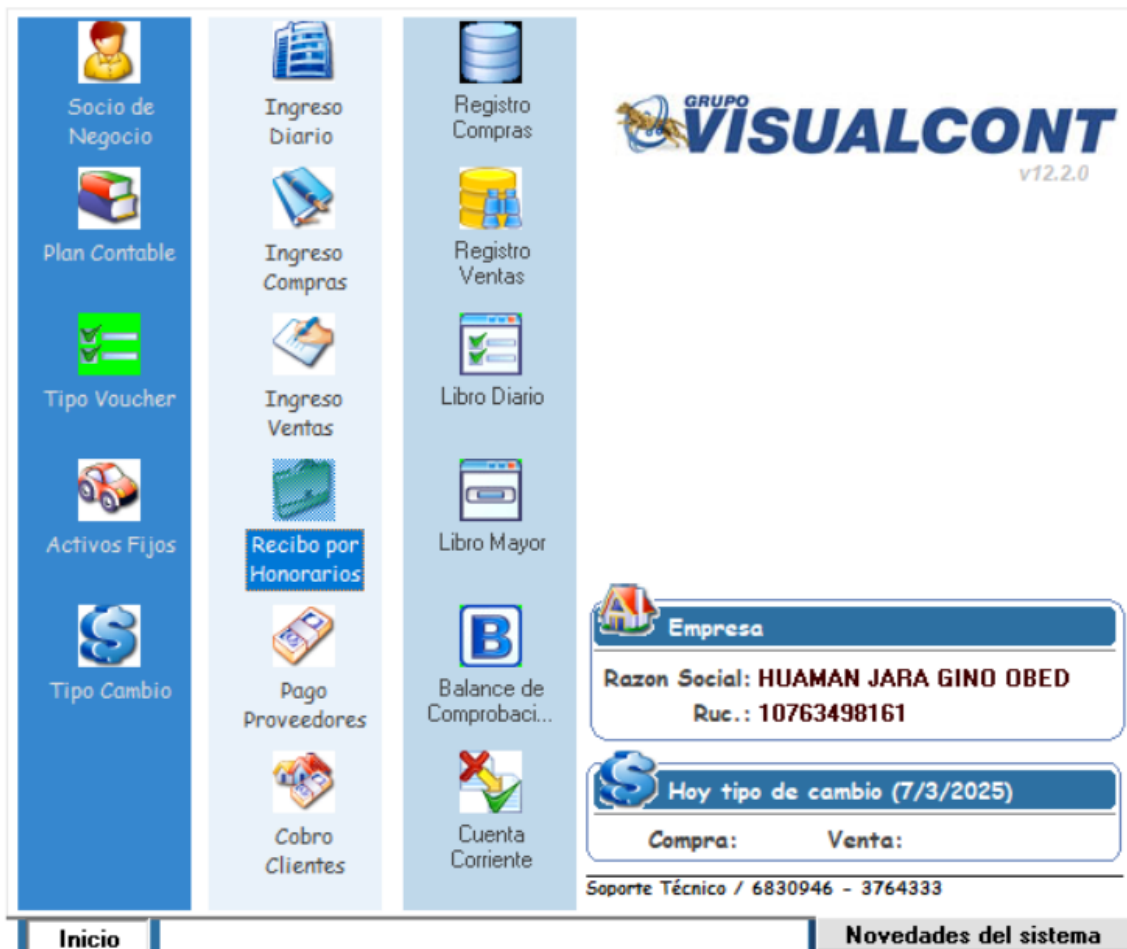 Socio de
Negocio
Plan Contable
Tipo Voucher
Activos Fijos
Tipo Cambio
Ingreso
Diario
Ingreso
Compras
Ingreso
Ventas
Recibo por
Honorarios
Pago
Proveedores
Cobro
Clientes
Registro
Compras
Registro
Ventas
Libro Diario
Libro Mayor
B
Balance de
Comprobaci...
Cuenta
Corriente
GRUPO
VISUALCONT
v12.2.0
Empresa
Razon Social: HUAMAN JARA GINO OBED
Ruc.: 10763498161
Hoy tipo de cambio (7/3/2025)
Compra: Venta:
Soporte Técnico / 6830946 - 3764333
Inicio
Novedades del sistema